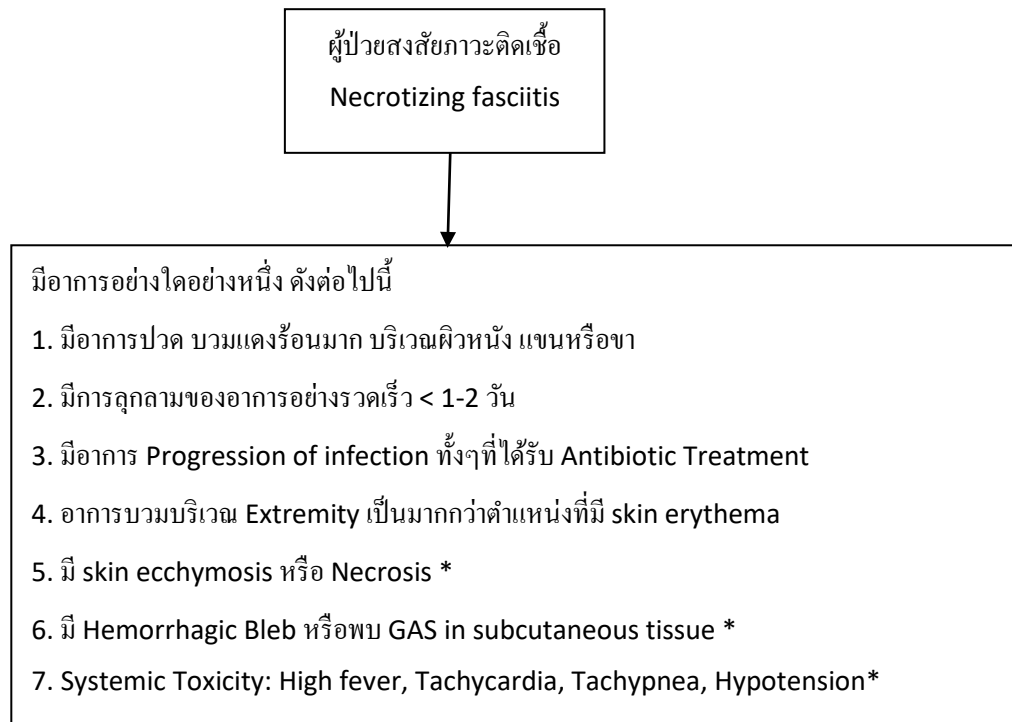 ผู้ป่วยสงสัยภาวะติดเชื้อ
Necrotizing fasciitis
มีอาการอย่างใดอย่างหนึ่ง ดังต่อไปนี้
1. มีอาการปวด บวมแดงร้อนมาก บริเวณผิวหนัง แขนหรือขา
2. มีการลุกลามของอาการอย่างรวดเร็ว < 1-2 วัน
3. มีอาการ Progression of infection ทั้งๆที่ได้รับ Antibiotic Treatment
4. อาการบวมบริเวณ Extremity เป็นมากกว่าตำแหน่งที่มี skin erythema
5. มี skin ecchymosis หรือ Necrosis *
6. มี Hemorrhagic Bleb หรือพบ GAS in subcutaneous tissue *
7. Systemic Toxicity: High fever, Tachycardia, Tachypnea, Hypotension*